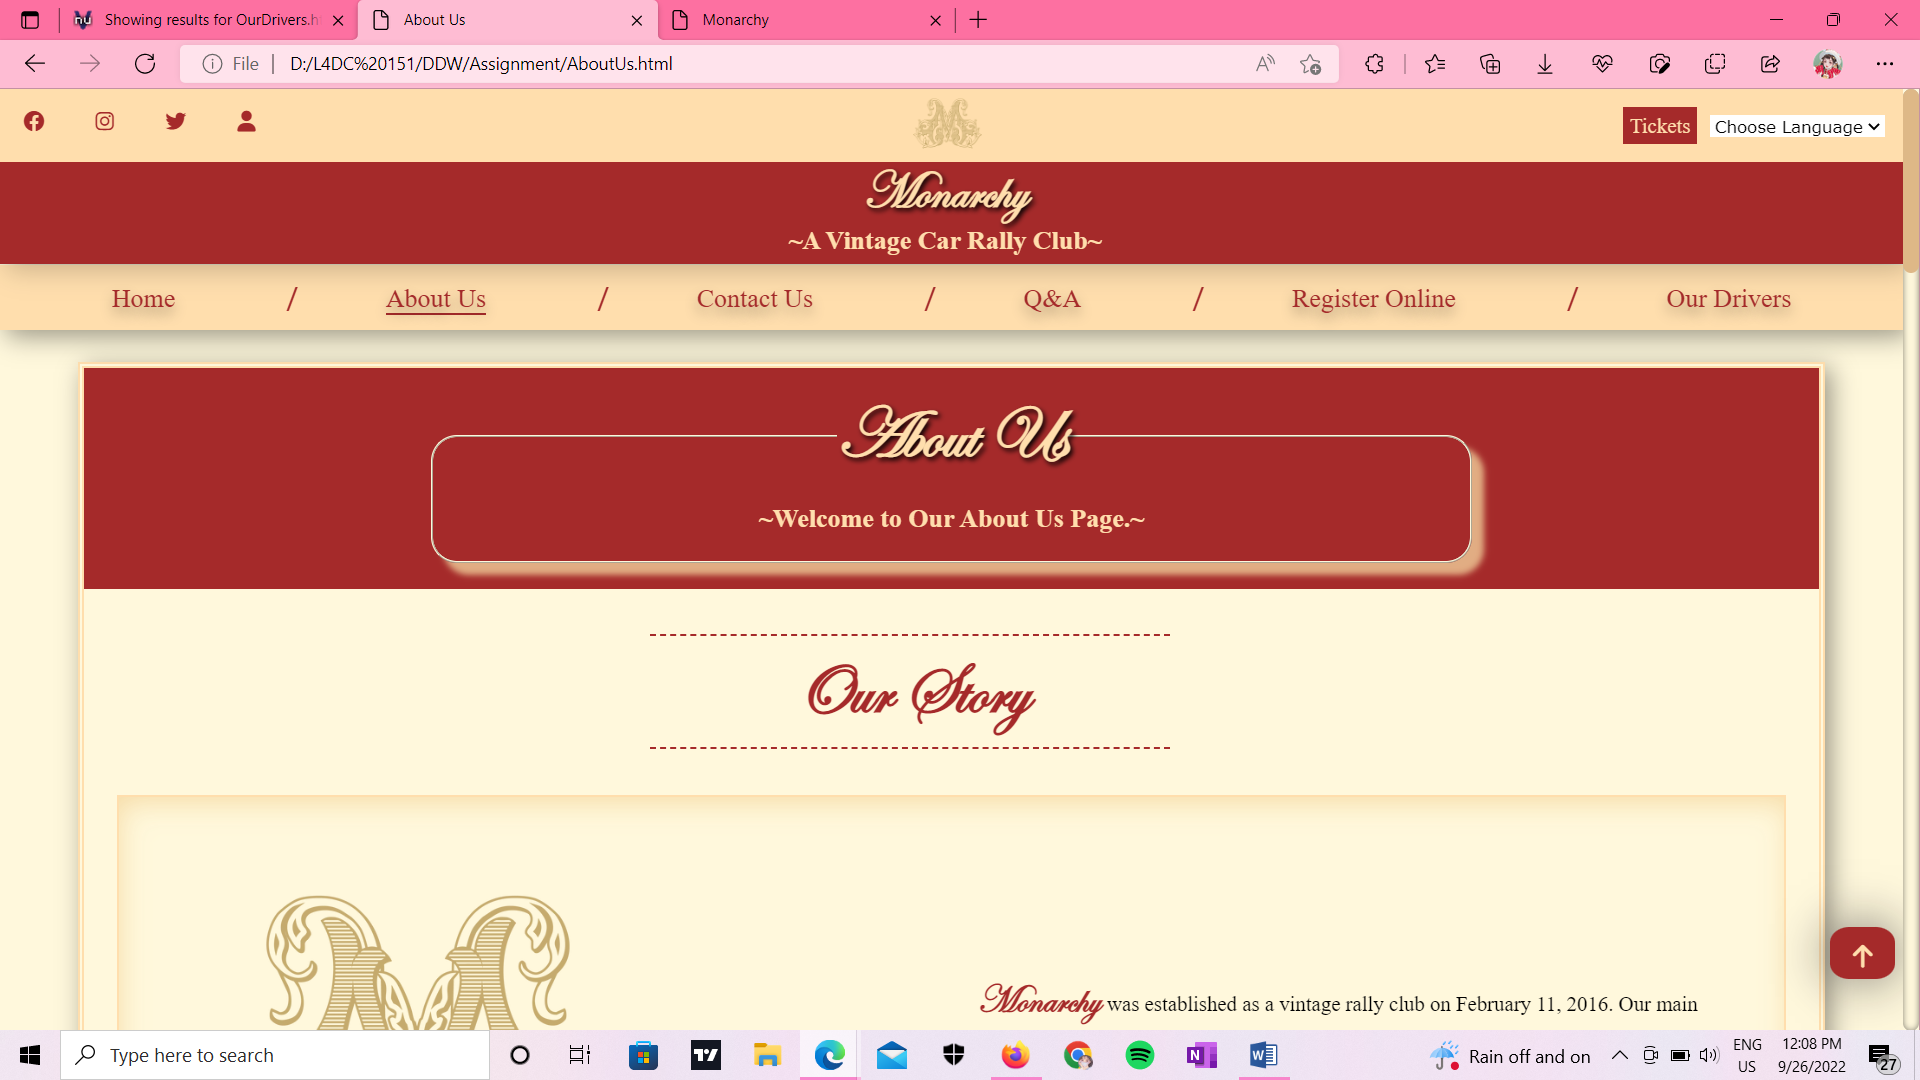 Showing results for OurDrivers.h
About Us
Monarchy
File
D:/L4DC%20151/DDW/Assignment/AboutUs.html
Tickets
Choose Language
Monarchy
~A Vintage Car Rally Club~
Home / About Us / Contact Us / Q&A / Register Online / Our Drivers
About Us
~Welcome to Our About Us Page.~
Our Story
M
Monarchy was established as a vintage rally club on February 11, 2016. Our main
Type here to search
Rain off and on
ENG
US
12:08 PM
9/26/2022
27